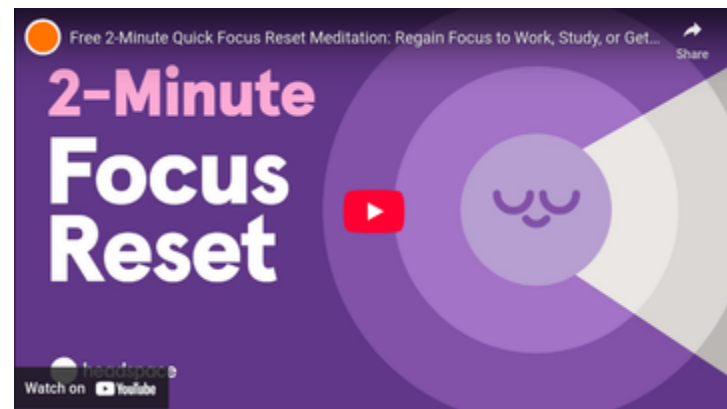 Free 2-Minute Quick Focus Reset Meditation: Regain Focus to Work, Study, or Get...
Share
2-Minute
Focus
Reset
headspace
Watch on YouTube